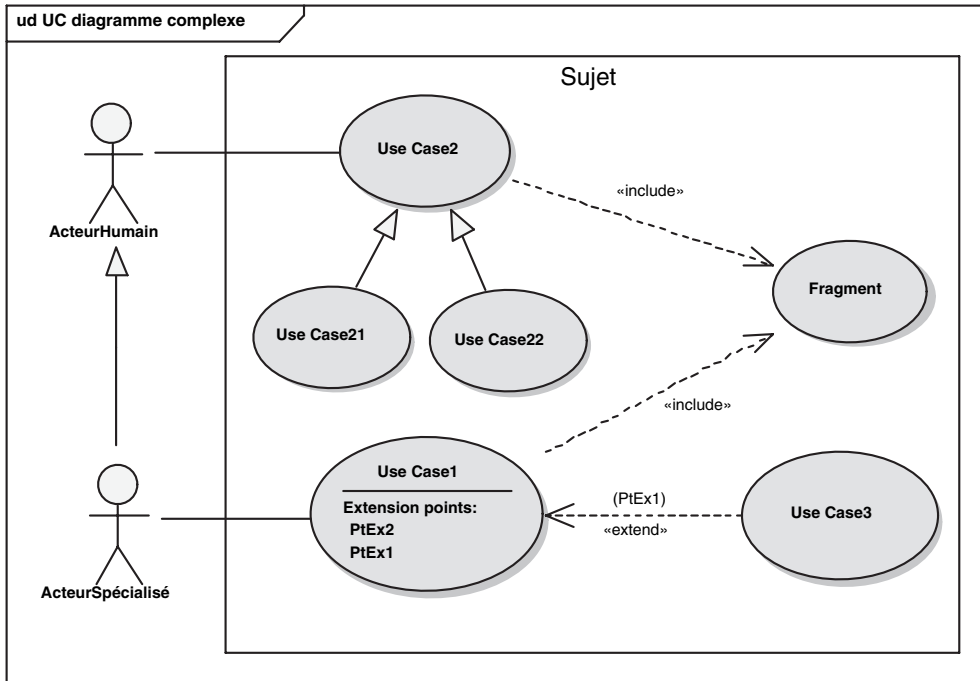 ud UC diagramme complexe
Sujet
Use Case2
«include»
ActeurHumain
Fragment
Use Case21
Use Case22
«include»
Use Case1
Extension points:
PtEx2
PtEx1
(PtEx1)
«extend»
Use Case3
ActeurSpécialisé